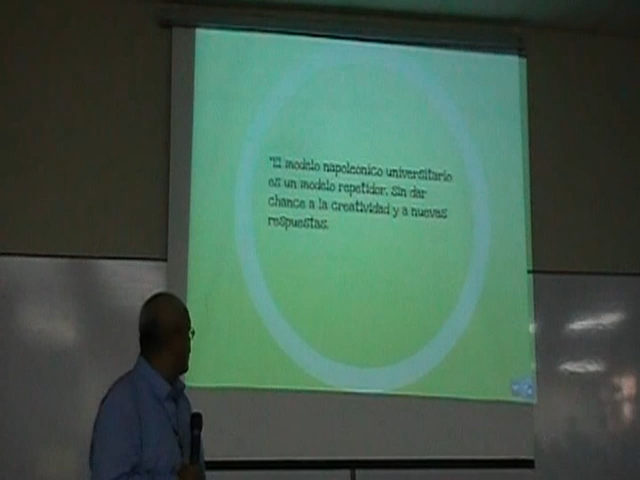 "El modelo napoleonico universitario
es un modelo repetidor, sin dar
chance a la creatividad y a nuevas
respuestas.